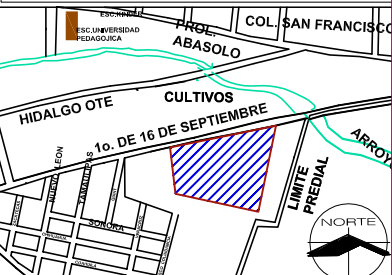 ESC.KINDER
COL. SAN FRANCISCO
PROL.
ABASOLO
ESC.UNIVERSIDAD
PEDAGOJICA
CULTIVOS
HIDALGO OTE
1o. DE 16 DE SEPTIEMBRE
ARROY
LIMITE
PREDIAL
NUEVO LEON
TAMAULIPAS
SONORA
NORTE